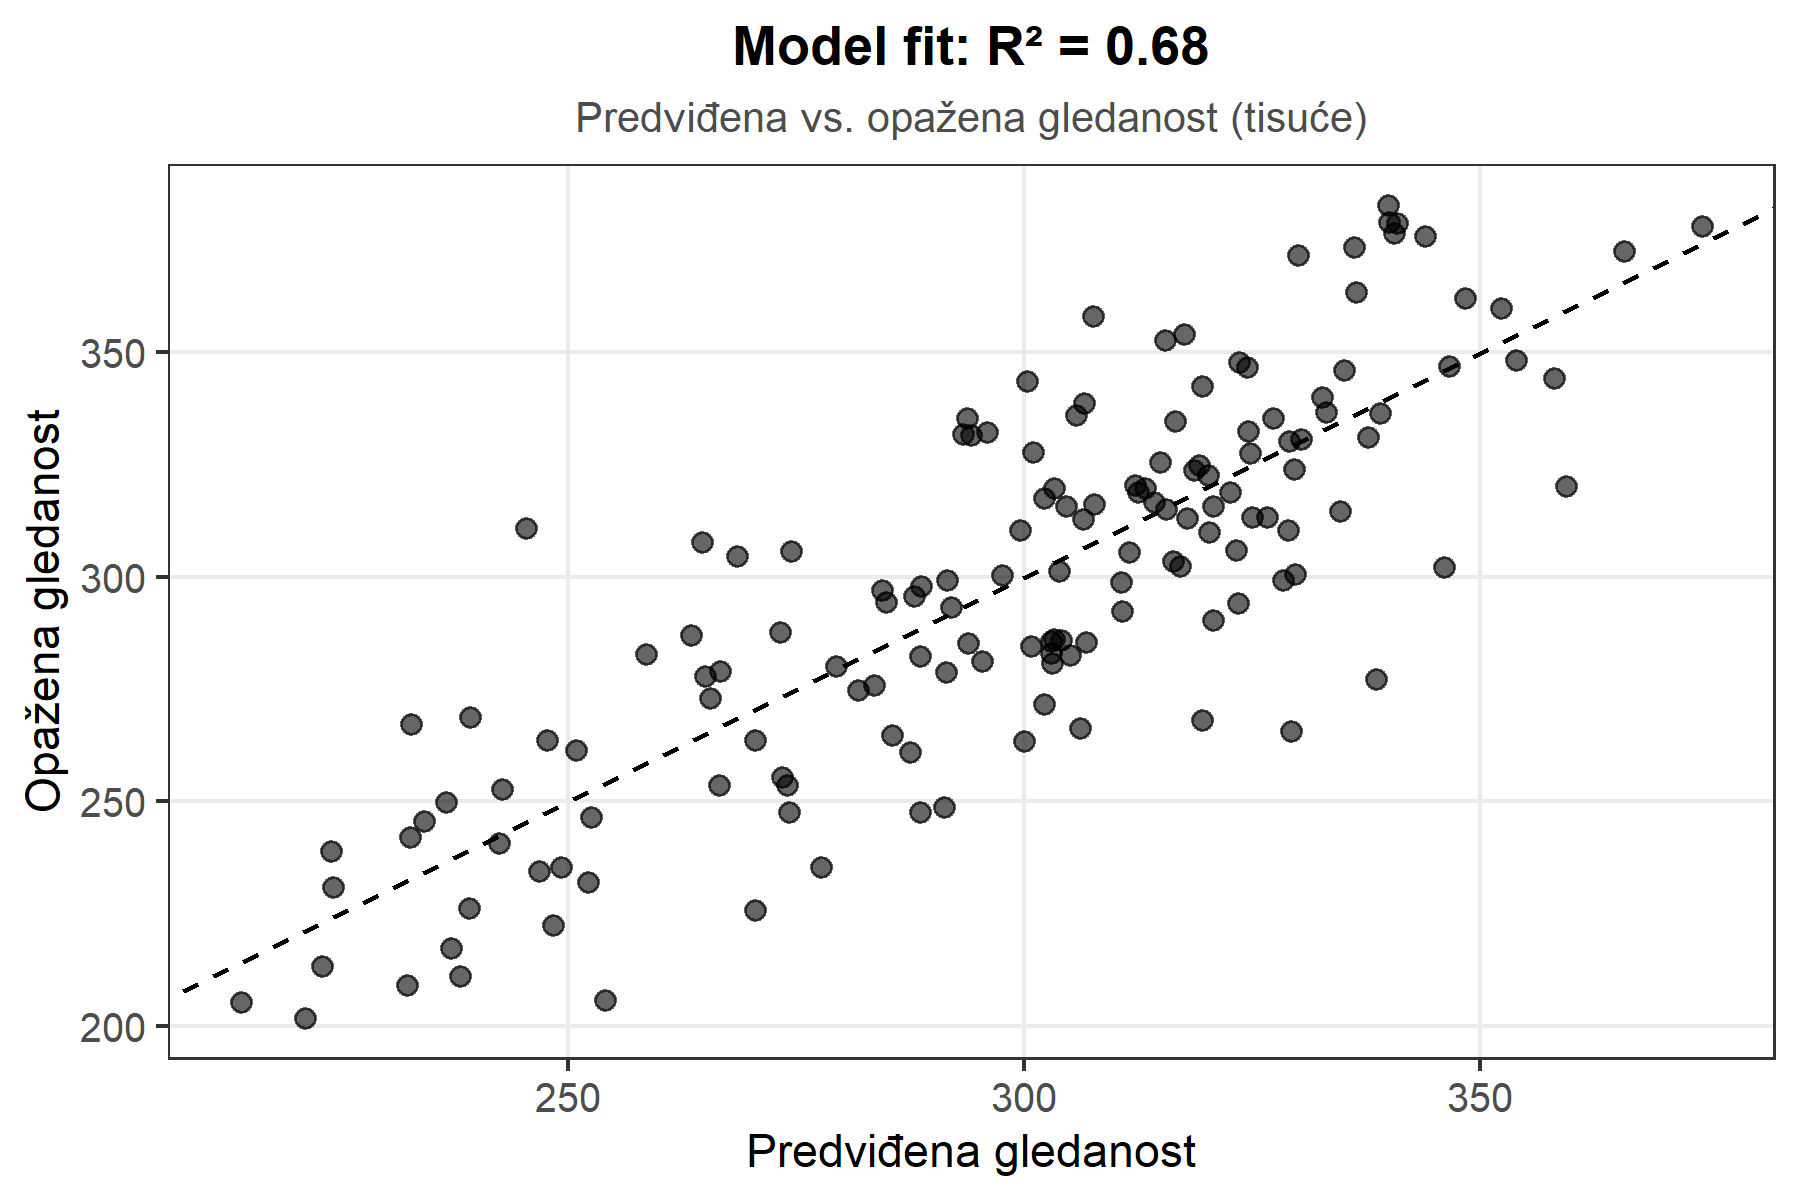 Model fit: R² = 0.68
Predviđena vs. opažena gledanost (tisuće)
Opažena gledanost
350
300
250
200
250
300
350
Predviđena gledanost